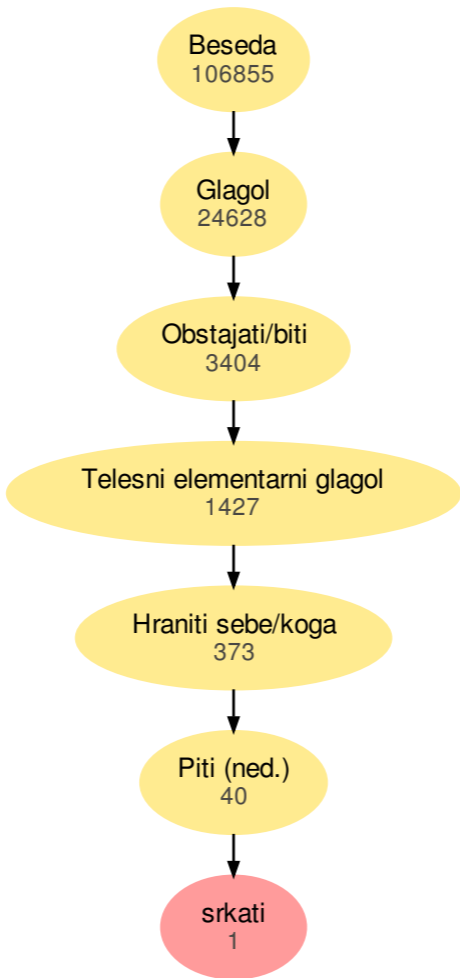 Beseda
106855
Glagol
24628
Obstajati/biti
3404
Telesni elementarni glagol
1427
Hraniti sebe/koga
373
Piti (ned.)
40
srkati
1